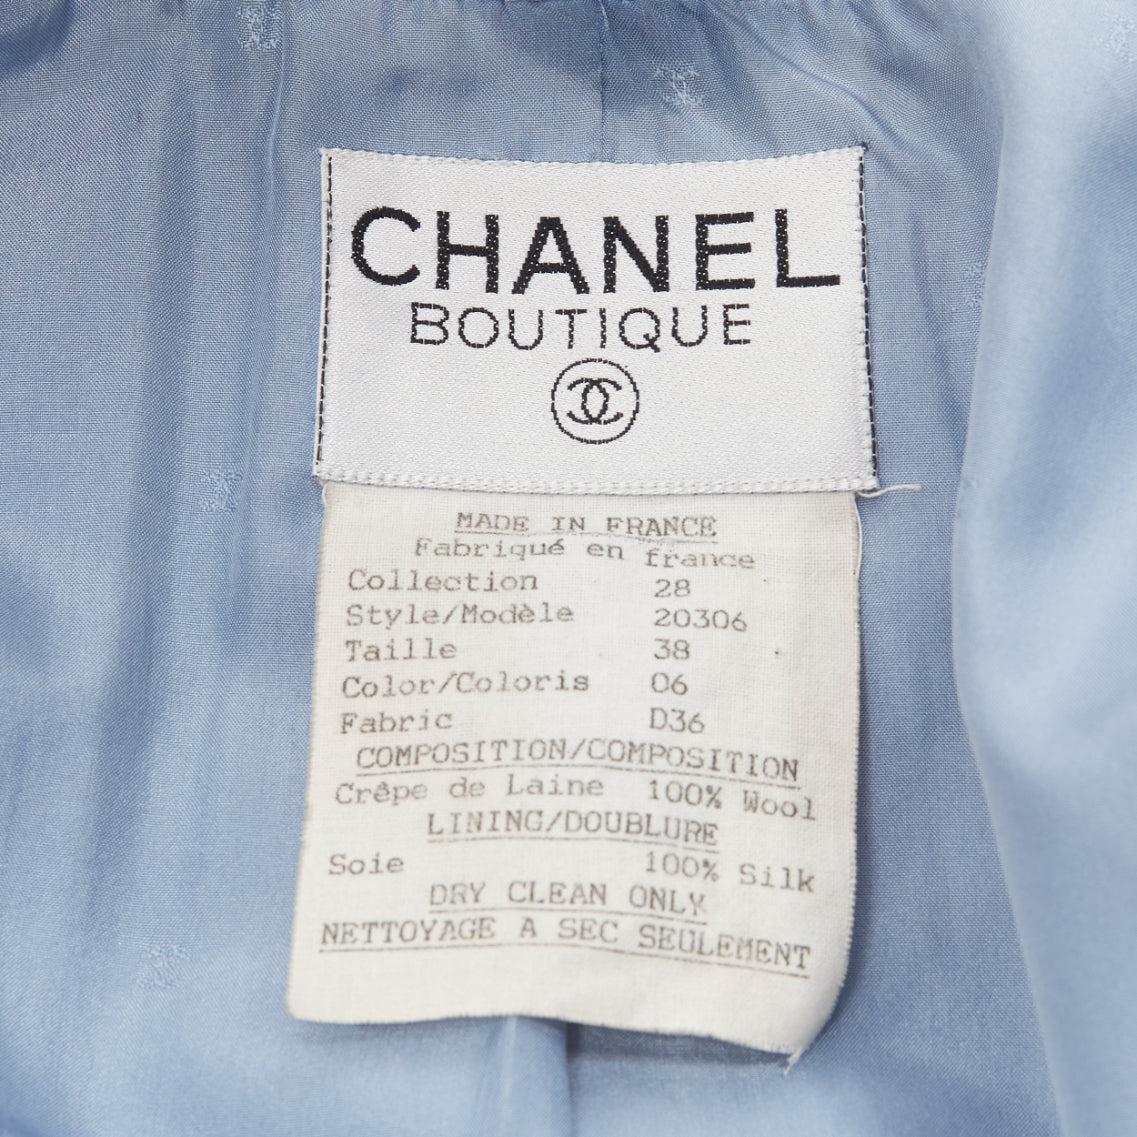 CHANEL
BOUTIQUE
MADE IN FRANCE
Fabriqué en france
Collection 28
Style/Modèle 20306
Taille 38
Color/Coloris 06
Fabric D36
COMPOSITION/COMPOSITION
Crêpe de Laine 100% Wool
LINING/DOUBLURE
Soie 100% Silk
DRY CLEAN ONLY
NETTOYAGE A SEC SEULEMENT